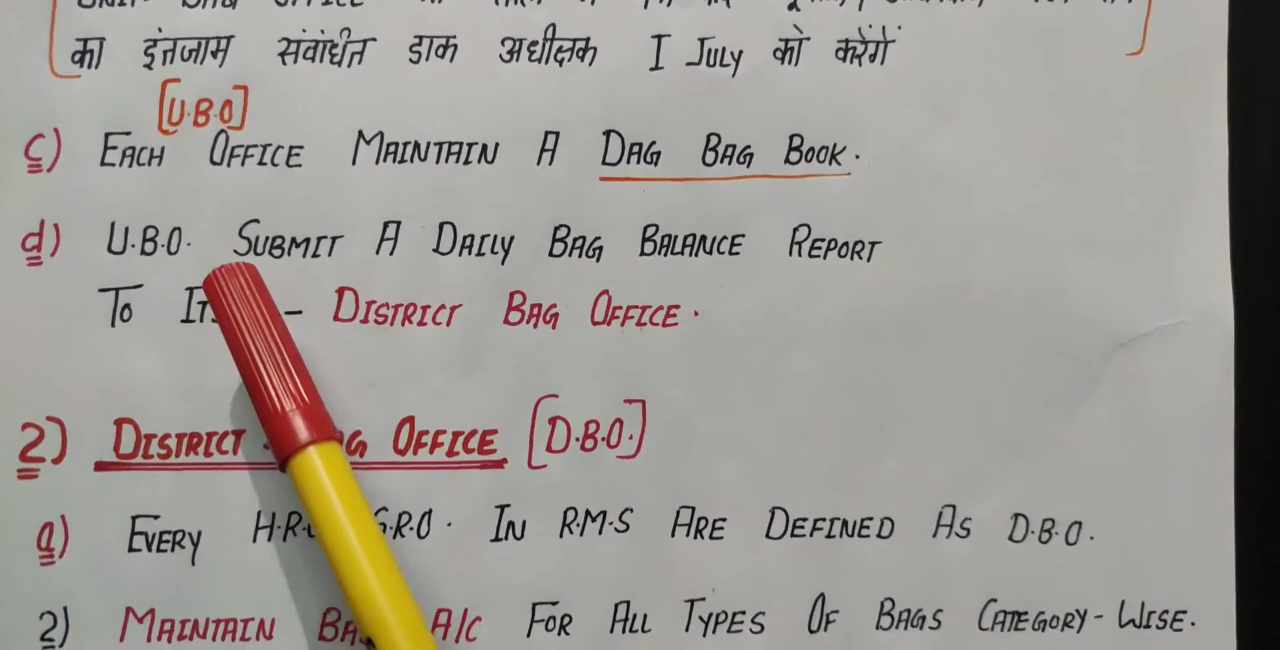 का इंतजाम संबांधीत डाक अधीक्षक 1 JULY को करेंगें
[U.B.O]
c) EACH OFFICE MAINTAIN A DAG BAG BOOK.
d) U.B.O. SUBMIT A DAILY BAG BALANCE REPORT
TO - DISTRICT BAG OFFICE.
2) DISTRICT OFFICE [D.B.O.]
a) EVERY IN R.M.S ARE DEFINED AS D.B.O.
2) MAINTAIN A/C FOR ALL TYPES OF BAGS CATEGORY-WISE.